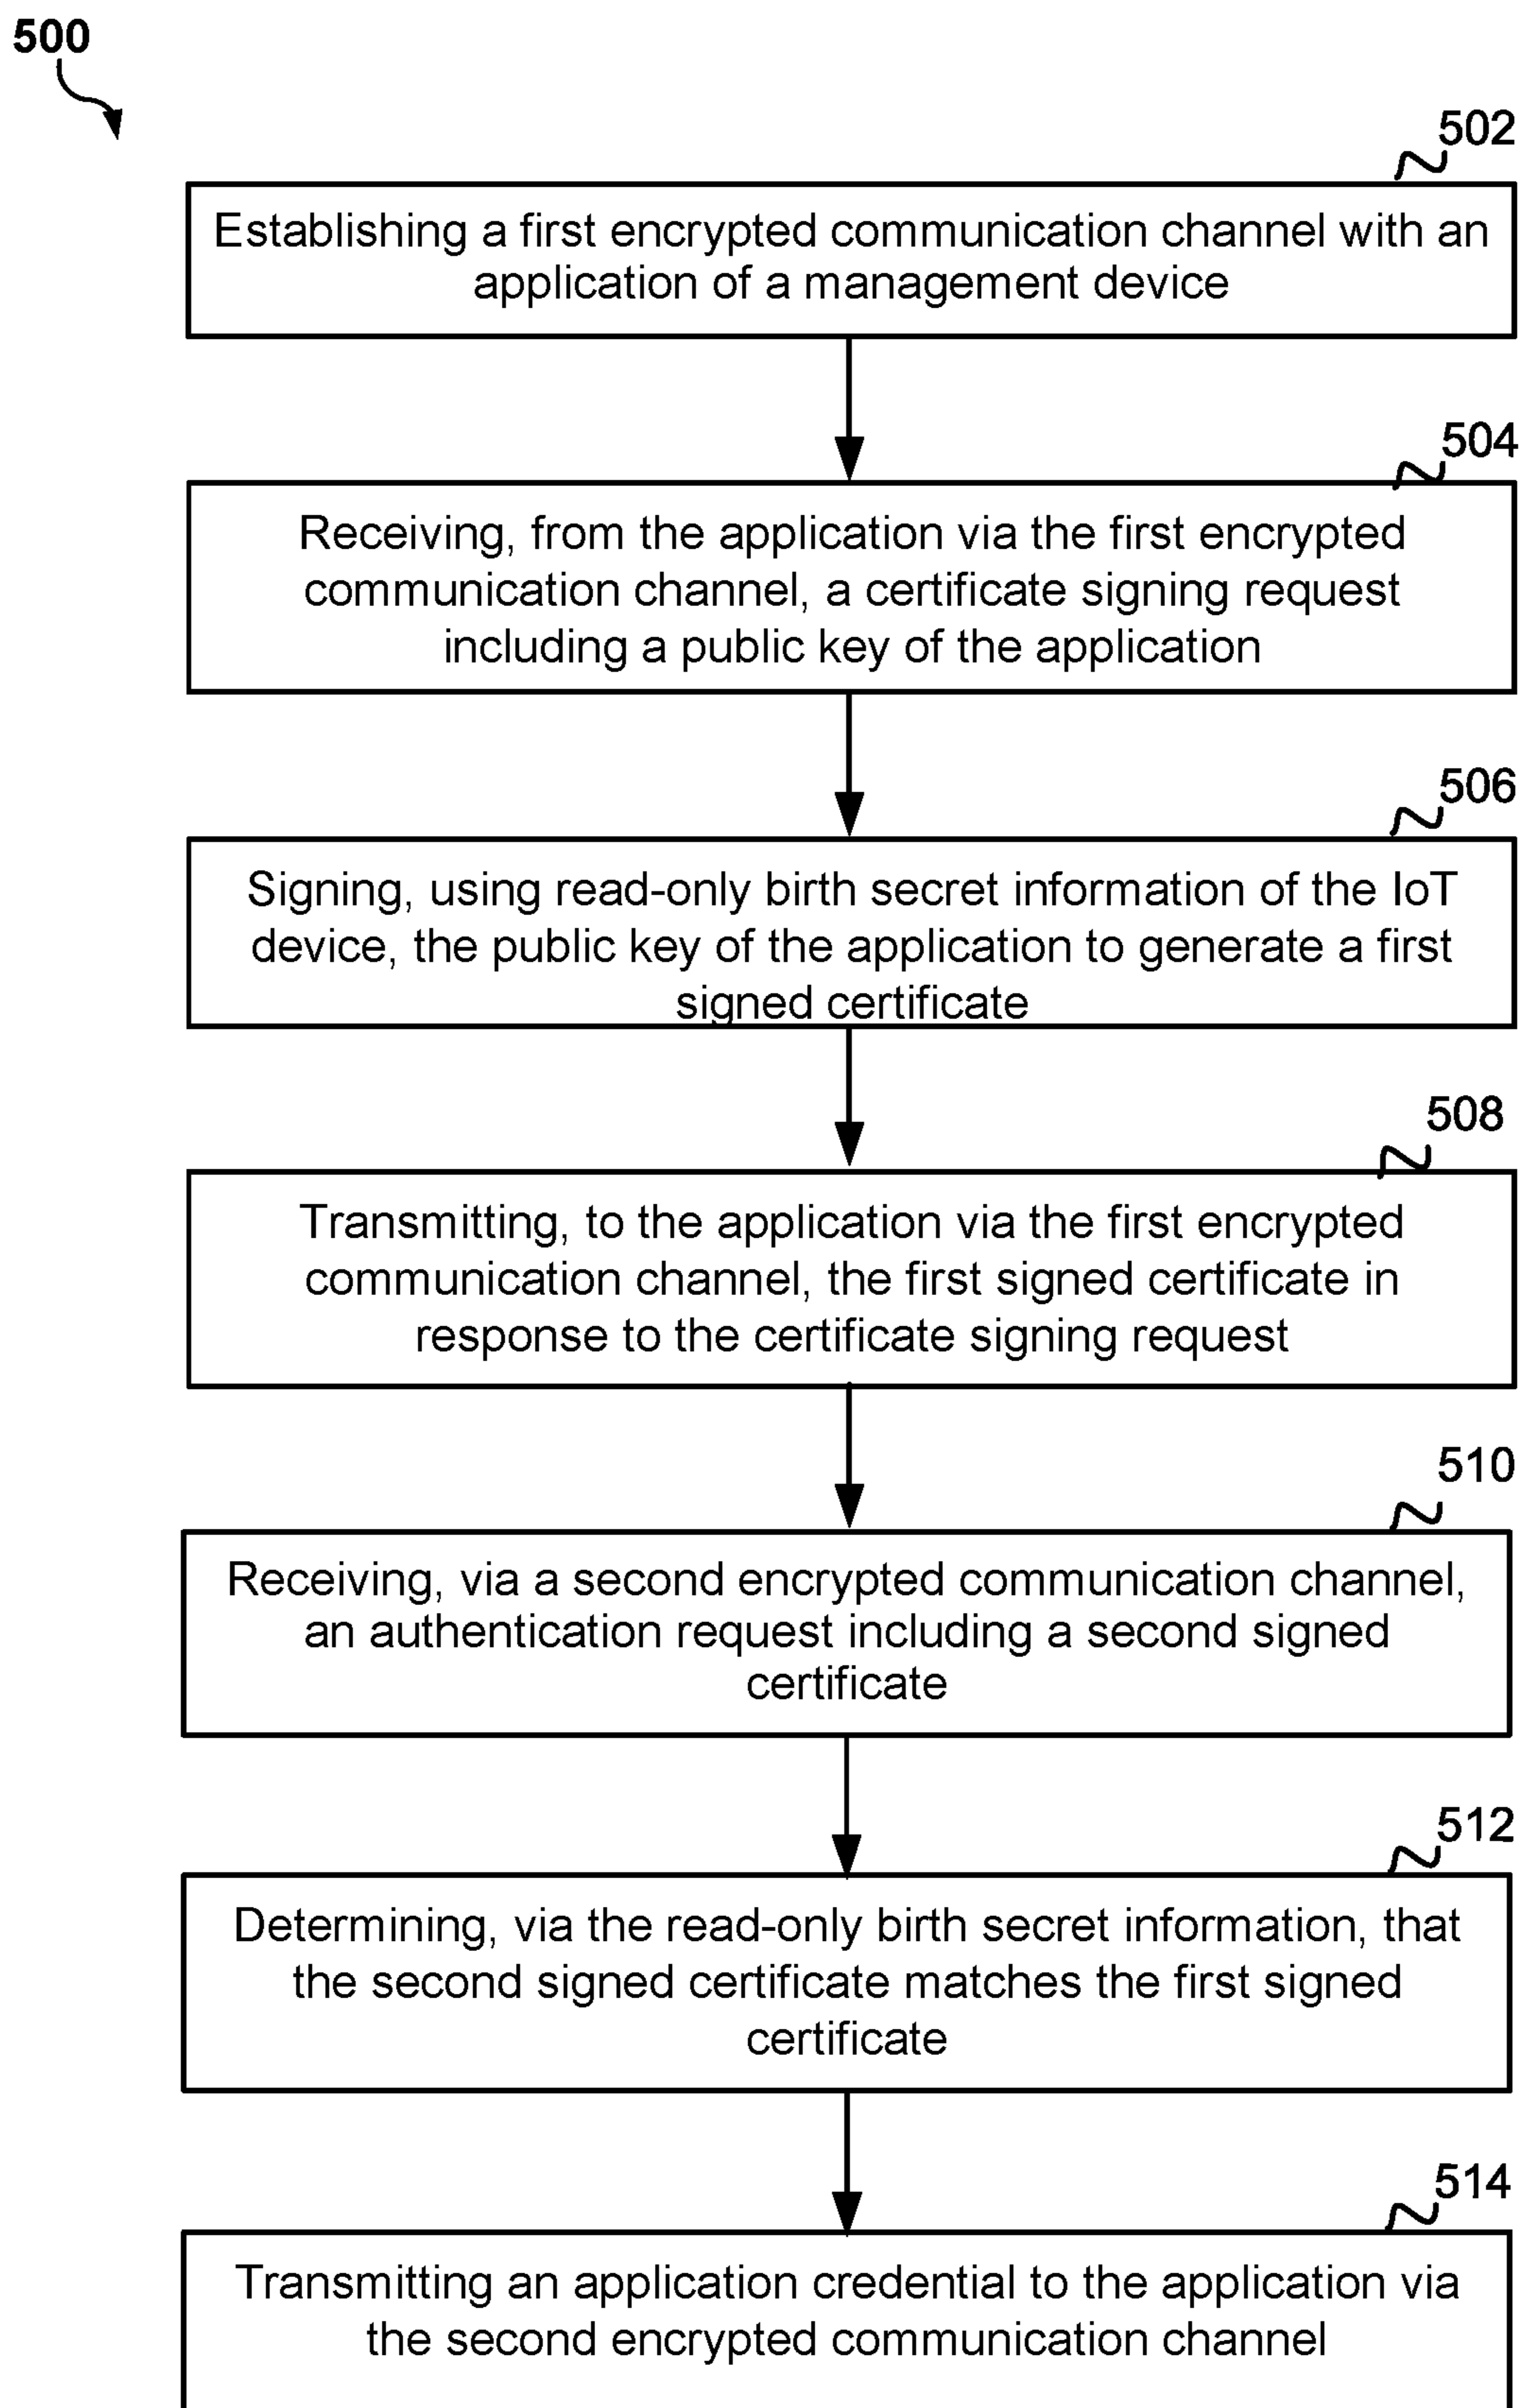 500
502
Establishing a first encrypted communication channel with an
application of a management device
504
Receiving, from the application via the first encrypted
communication channel, a certificate signing request
including a public key of the application
506
Signing, using read-only birth secret information of the IoT
device, the public key of the application to generate a first
signed certificate
508
Transmitting, to the application via the first encrypted
communication channel, the first signed certificate in
response to the certificate signing request
510
Receiving, via a second encrypted communication channel,
an authentication request including a second signed
certificate
512
Determining, via the read-only birth secret information, that
the second signed certificate matches the first signed
certificate
514
Transmitting an application credential to the application via
the second encrypted communication channel